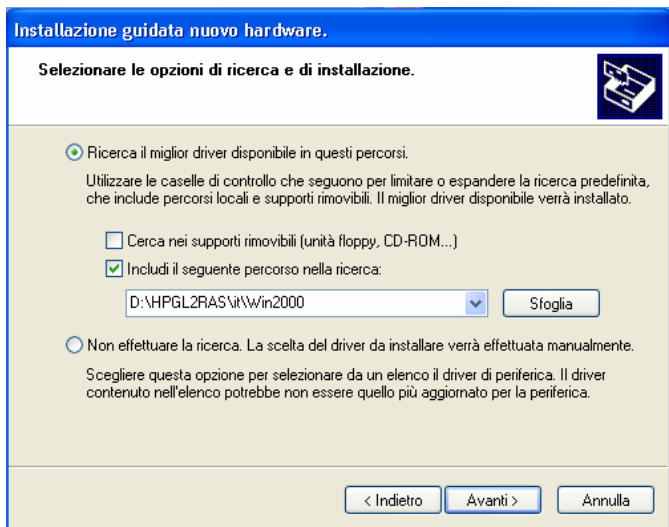 Installazione guidata nuovo hardware.
Selezionare le opzioni di ricerca e di installazione.
Ricerca il miglior driver disponibile in questi percorsi.
Utilizzare le caselle di controllo che seguono per limitare o espandere la ricerca predefinita,
che include percorsi locali e supporti rimovibili. Il miglior driver disponibile verrà installato.
Cerca nei supporti rimovibili (unità floppy, CD-ROM...)
Includi il seguente percorso nella ricerca:
D:\HPGL2RAS\it\Win2000 Sfoglia
Non effettuare la ricerca. La scelta del driver da installare verrà effettuata manualmente.
Scegliere questa opzione per selezionare da un elenco il driver di periferica. Il driver
contenuto nell'elenco potrebbe non essere quello più aggiornato per la periferica.
< Indietro Avanti > Annulla